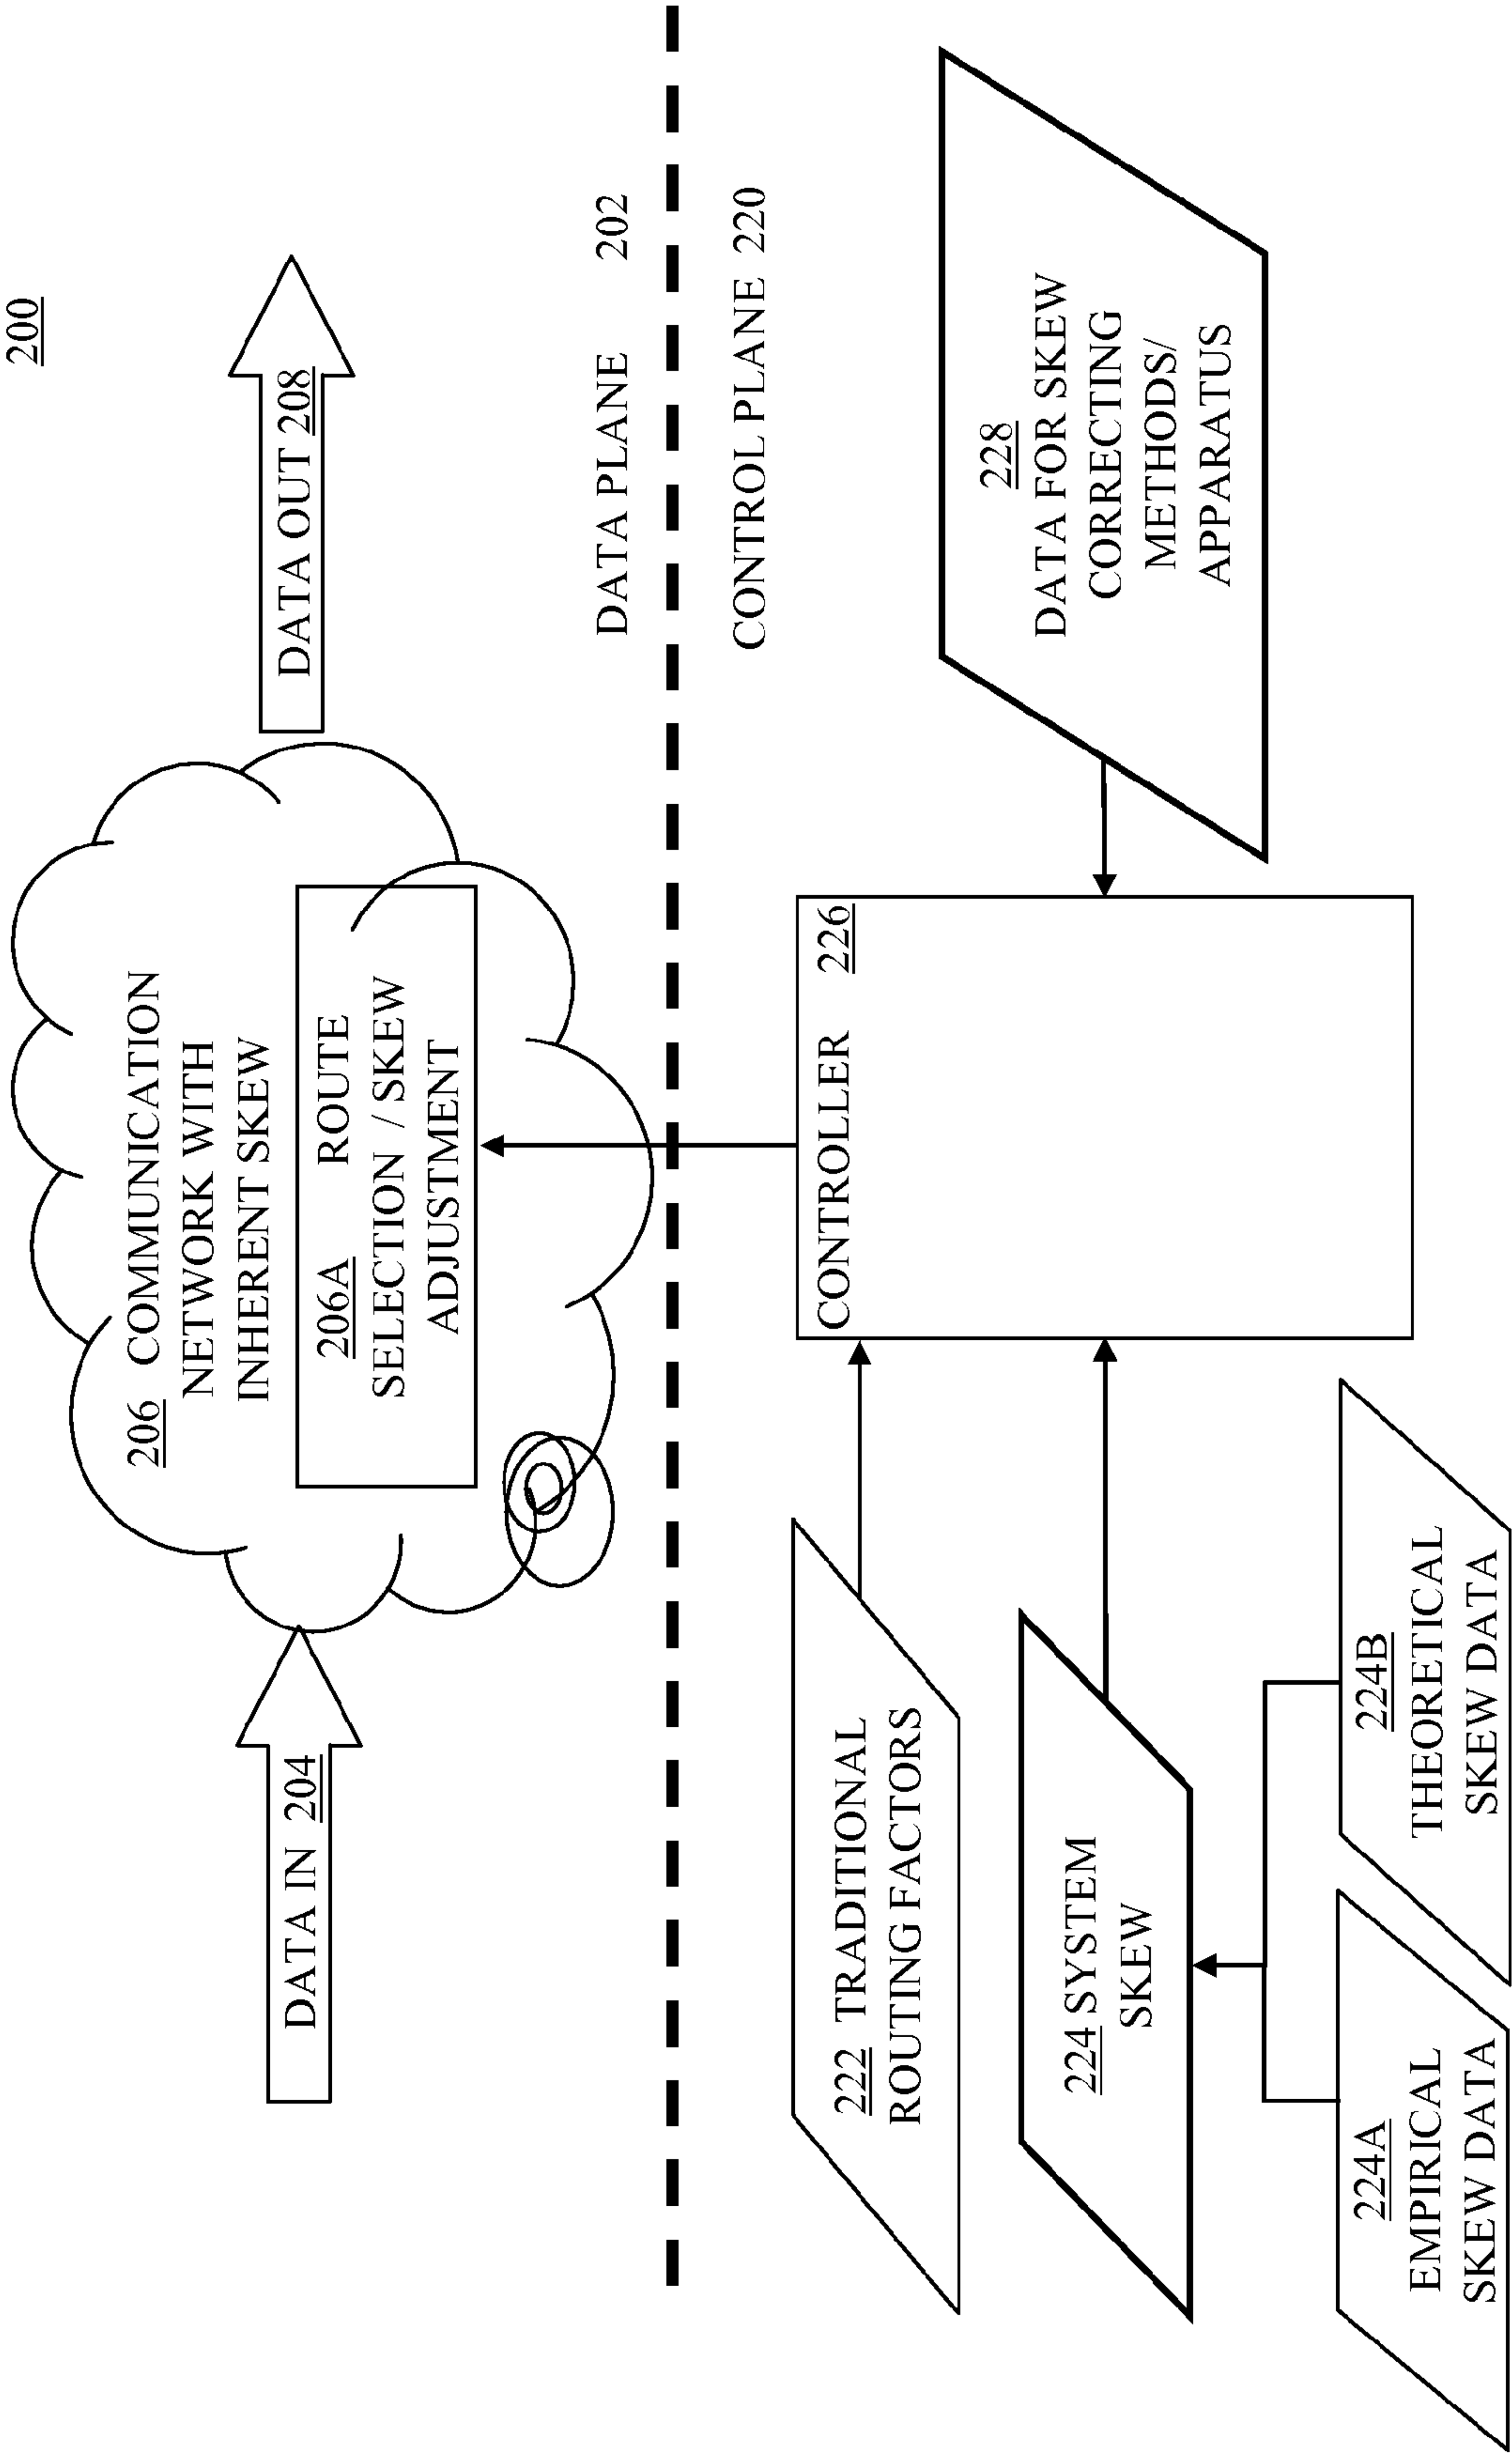 200
DATA IN 204
206 COMMUNICATION
NETWORK WITH
INHERENT SKEW
206A ROUTE
SELECTION / SKEW
ADJUSTMENT
DATA OUT 208
DATA PLANE 202
CONTROL PLANE 220
222 TRADITIONAL
ROUTING FACTORS
224 SYSTEM
SKEW
224A
EMPIRICAL
SKEW DATA
224B
THEORETICAL
SKEW DATA
CONTROLLER 226
228
DATA FOR SKEW
CORRECTING
METHODS/
APPARATUS